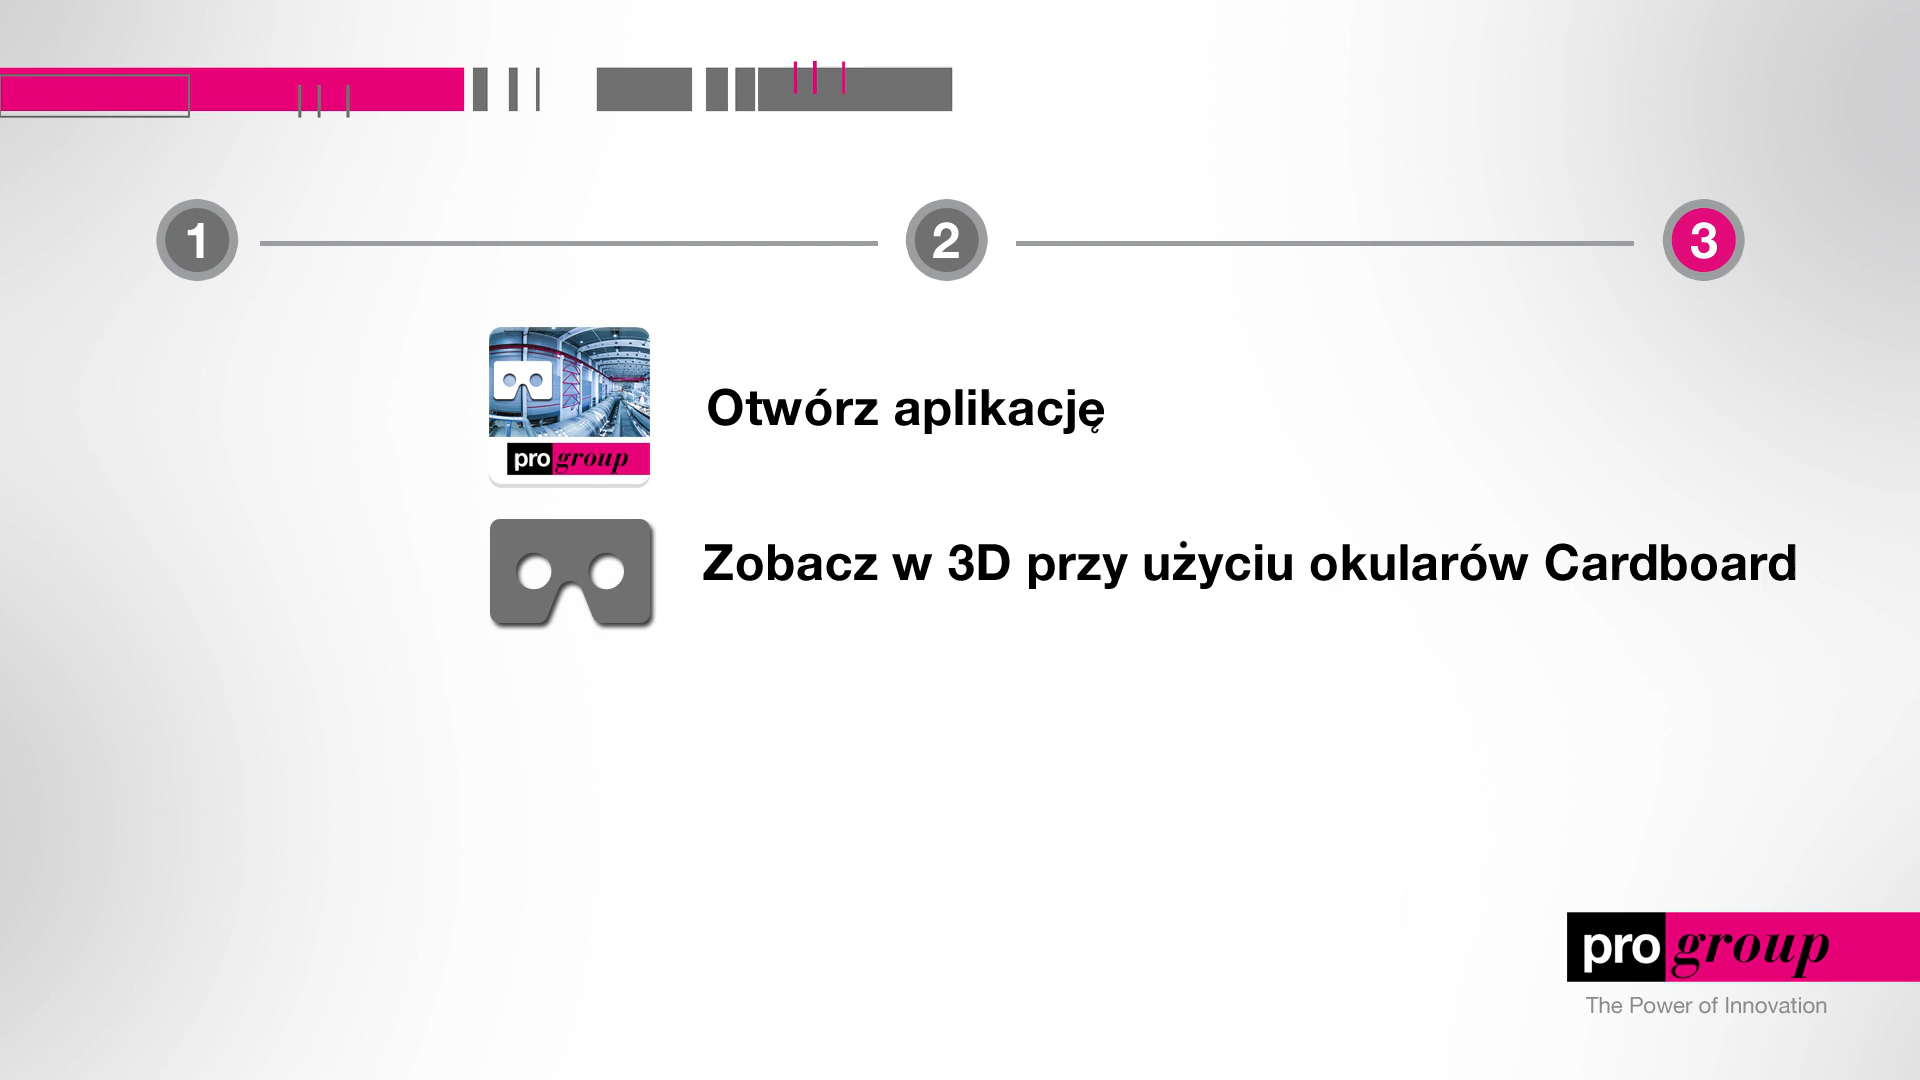 1 2 3
Otwórz aplikację
pro group
Zobacz w 3D przy użyciu okularów Cardboard
pro group
The Power of Innovation